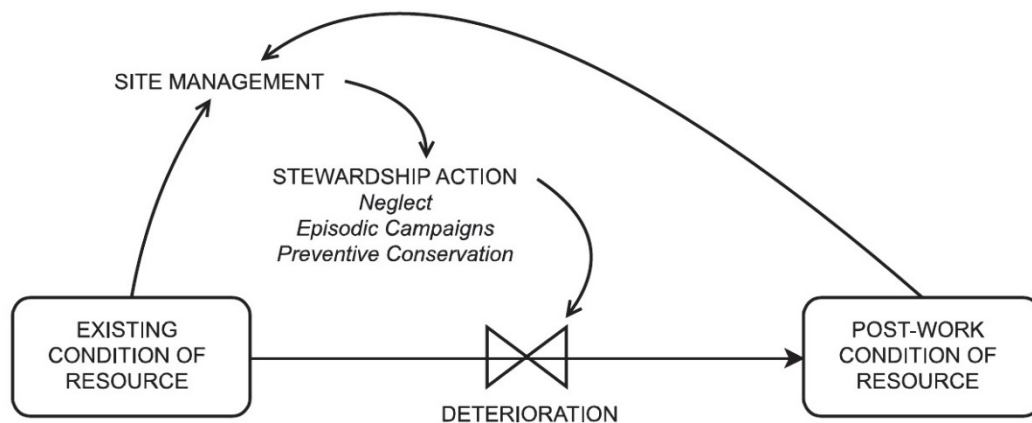 SITE MANAGEMENT
STEWARDSHIP ACTION
Neglect
Episodic Campaigns
Preventive Conservation
EXISTING
CONDITION OF
RESOURCE
DETERIORATION
POST-WORK
CONDITION OF
RESOURCE